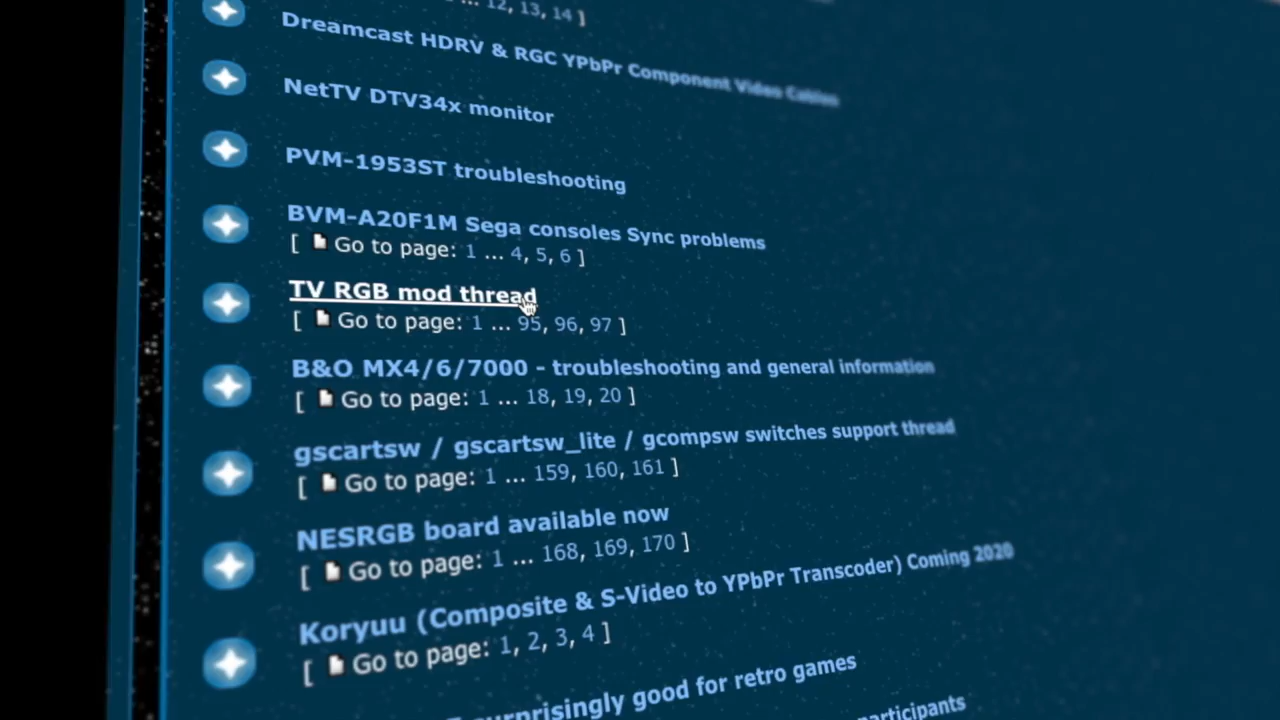 ... 12, 13, 14 ]
Dreamcast HDRV & RGC YPbPr Component Video Cables
NetTV DTV34x monitor
PVM-1953ST troubleshooting
BVM-A20F1M Sega consoles Sync problems
[ Go to page: 1 ... 4, 5, 6 ]
TV RGB mod thread
[ Go to page: 1 ... 95, 96, 97 ]
B&O MX4/6/7000 - troubleshooting and general information
[ Go to page: 1 ... 18, 19, 20 ]
gscartsw / gscartsw_lite / gcompsw switches support thread
[ Go to page: 1 ... 159, 160, 161 ]
NESRGB board available now
[ Go to page: 1 ... 168, 169, 170 ]
Koryuu (Composite & S-Video to YPbPr Transcoder) Coming 2020
[ Go to page: 1, 2, 3, 4 ]
surprisingly good for retro games
participants